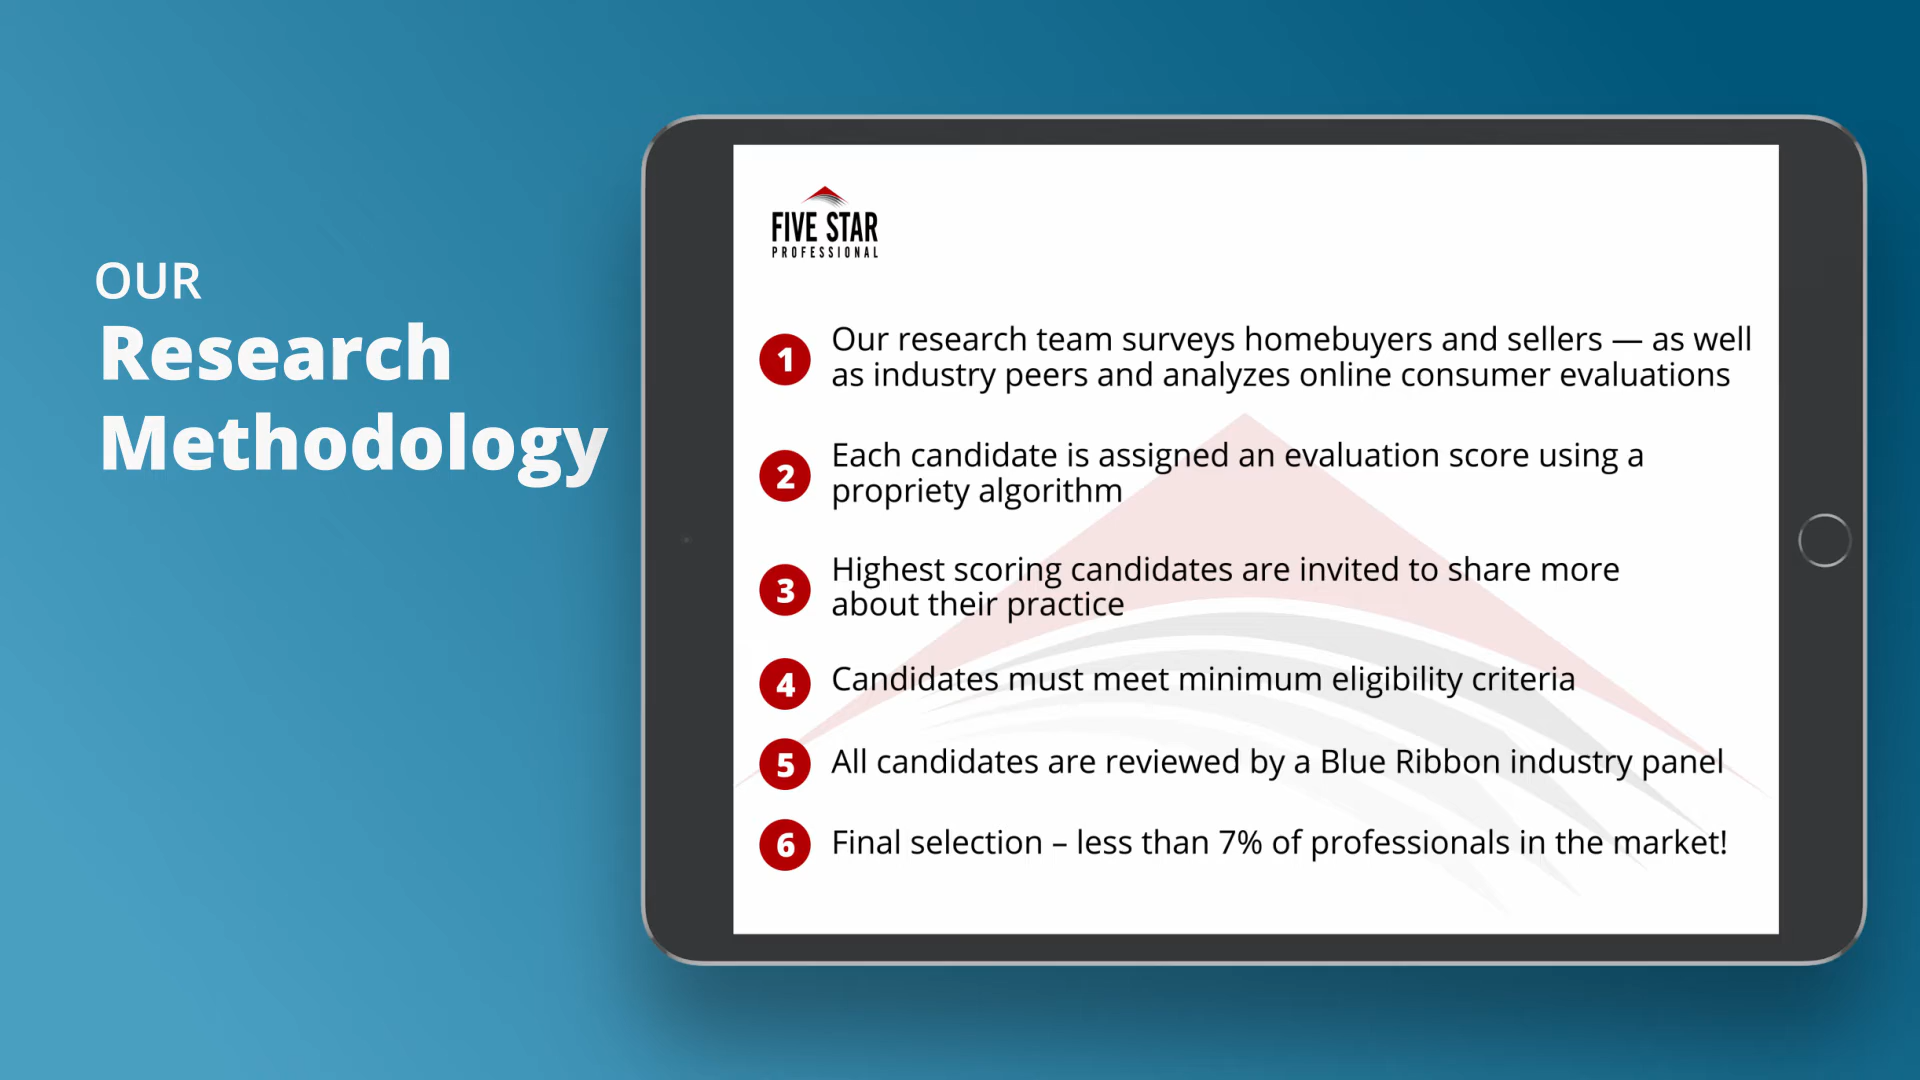 OUR
Research
Methodology
FIVE STAR
PROFESSIONAL
1 Our research team surveys homebuyers and sellers — as well
as industry peers and analyzes online consumer evaluations
2 Each candidate is assigned an evaluation score using a
propriety algorithm
3 Highest scoring candidates are invited to share more
about their practice
4 Candidates must meet minimum eligibility criteria
5 All candidates are reviewed by a Blue Ribbon industry panel
6 Final selection – less than 7% of professionals in the market!